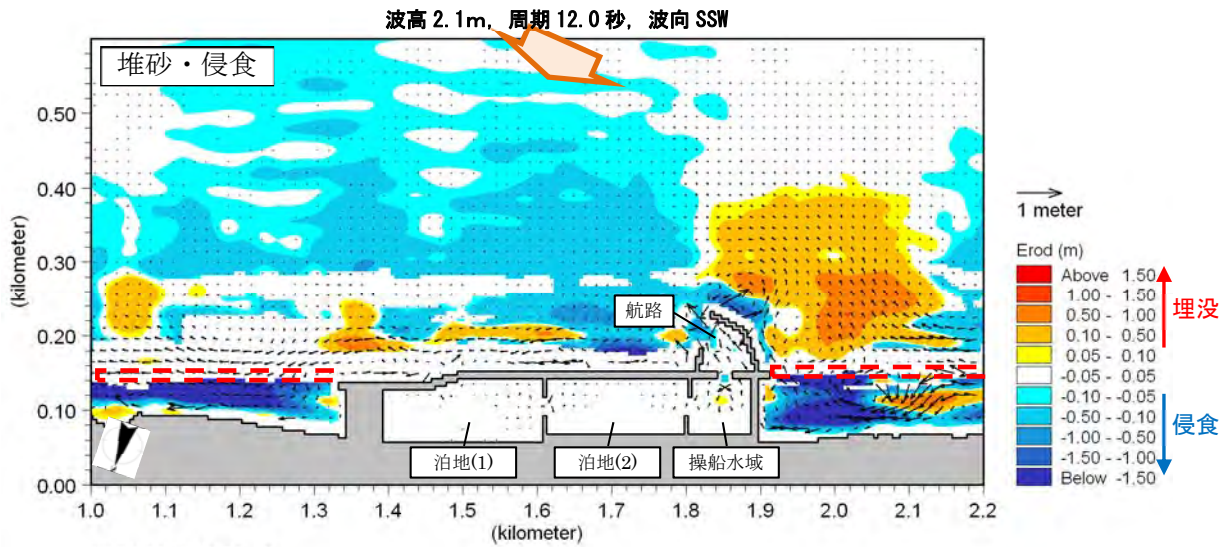 波高 2.1m, 周期 12.0 秒, 波向 SSW
堆砂・侵食
(kilometer)
0.50
0.40
0.30
0.20
0.10
0.00
航路
泊地(1)
泊地(2)
操船水域
1.0
1.1
1.2
1.3
1.4
1.5
1.6
1.7
1.8
1.9
2.0
2.1
2.2
(kilometer)
1 meter
Erod (m)
Above 1.50
1.00 - 1.50
0.50 - 1.00
0.10 - 0.50
0.05 - 0.10
-0.05 - 0.05
-0.10 - -0.05
-0.50 - -0.10
-1.00 - -0.50
-1.50 - -1.00
Below -1.50
埋没
侵食